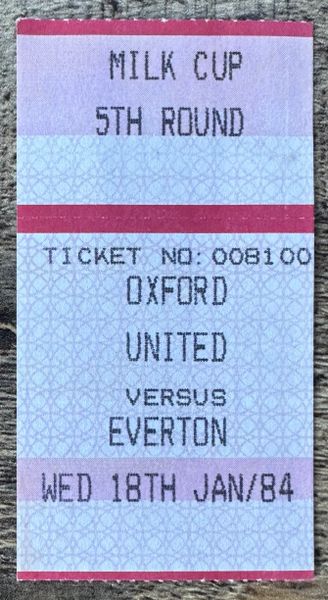 MILK CUP
5TH ROUND
TICKET NO: 008100
OXFORD
UNITED
VERSUS
EVERTON
WED 18TH JAN/84